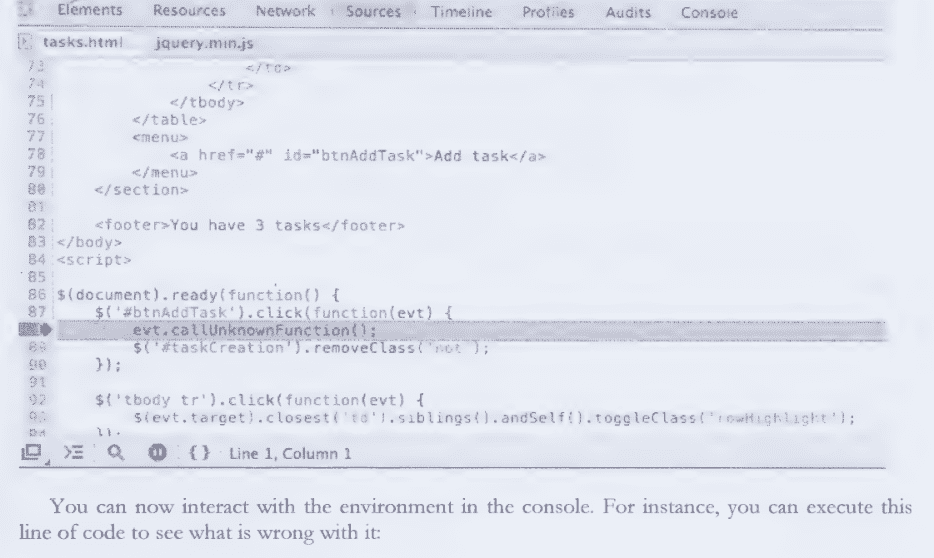 Elements Resources Network Sources Timeline Profiles Audits Console
tasks.html jquery.min.js
73 </td>
74 </tr>
75 </tbody>
76 </table>
77 <menu>
78 <a href="#" id="btnAddTask">Add task</a>
79 </menu>
80 </section>
81
82 <footer>You have 3 tasks</footer>
83 </body>
84 <script>
85
86 $(document).ready(function() {
87 $('#btnAddTask').click(function(evt) {
evt.callUnknownFunction();
89 $('#taskCreation').removeClass('not');
90 });
91
92 $('tbody tr').click(function(evt) {
93 $(evt.target).closest('td').siblings().andSelf().toggleClass('rowHighlight');
94 });
{ } Line 1, Column 1
You can now interact with the environment in the console. For instance, you can execute this
line of code to see what is wrong with it: